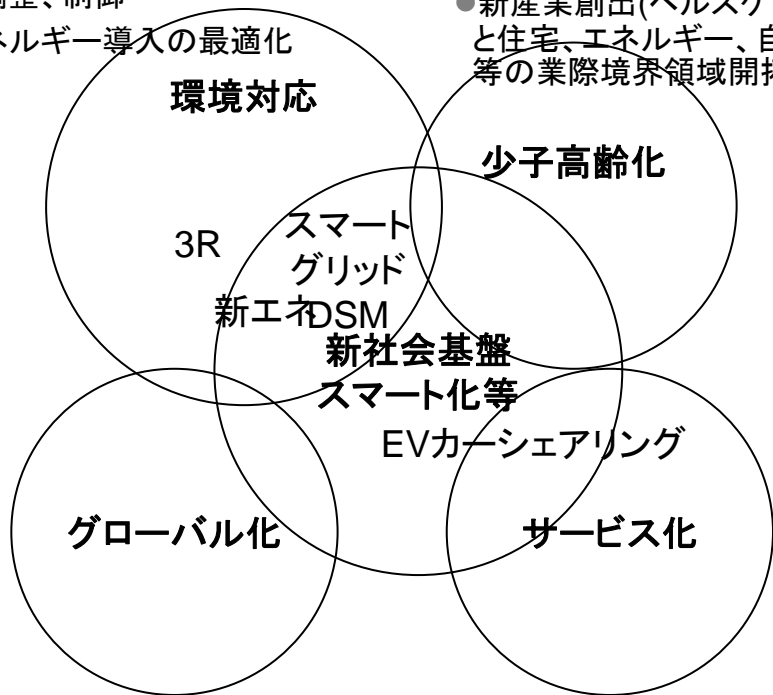 調整、制御
ネルギー導入の最適化
●新産業創出(ヘルスケ
と住宅、エネルギー、自
等の業際境界領域開拓
環境対応
少子高齢化
3R
スマート
グリッド
新エネ
DSM
新社会基盤
スマート化等
EVカーシェアリング
グローバル化
サービス化